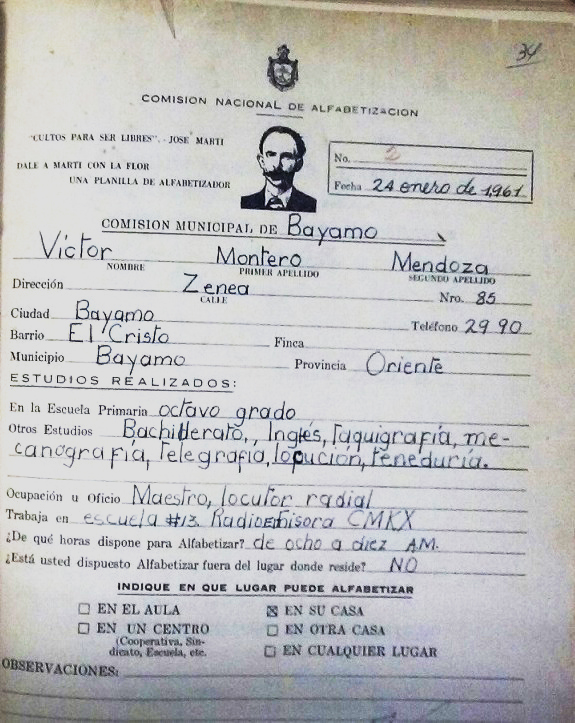 34
COMISION NACIONAL DE ALFABETIZACION
"CULTOS PARA SER LIBRES". - JOSE MARTI
DALE A MARTI CON LA FLOR
UNA PLANILLA DE ALFABETIZADOR
No. 2
Fecha 24 enero de 1,961
COMISION MUNICIPAL DE Bayamo
Víctor Montero Mendoza
NOMBRE PRIMER APELLIDO SEGUNDO APELLIDO
Dirección Zenea Nro. 85
CALLE
Ciudad Bayamo Teléfono 29 90
Barrio El Cristo Finca
Municipio Bayamo Provincia Oriente
ESTUDIOS REALIZADOS:
En la Escuela Primaria octavo grado
Otros Estudios Bachillerato,, Inglés, Taquigrafía, me-
canografía, Telegrafía, locución, teneduría.
Ocupación u Oficio Maestro, locutor radial
Trabaja en escuela #13 Radioemisora CMKX
¿De qué horas dispone para Alfabetizar? de ocho a diez A.M.
¿Está usted dispuesto Alfabetizar fuera del lugar donde reside? NO
INDIQUE EN QUE LUGAR PUEDE ALFABETIZAR
☐ EN EL AULA ☒ EN SU CASA
☐ EN UN CENTRO ☐ EN OTRA CASA
(Cooperativa, Sin-
dicato, Escuela, etc. ☐ EN CUALQUIER LUGAR
OBSERVACIONES: